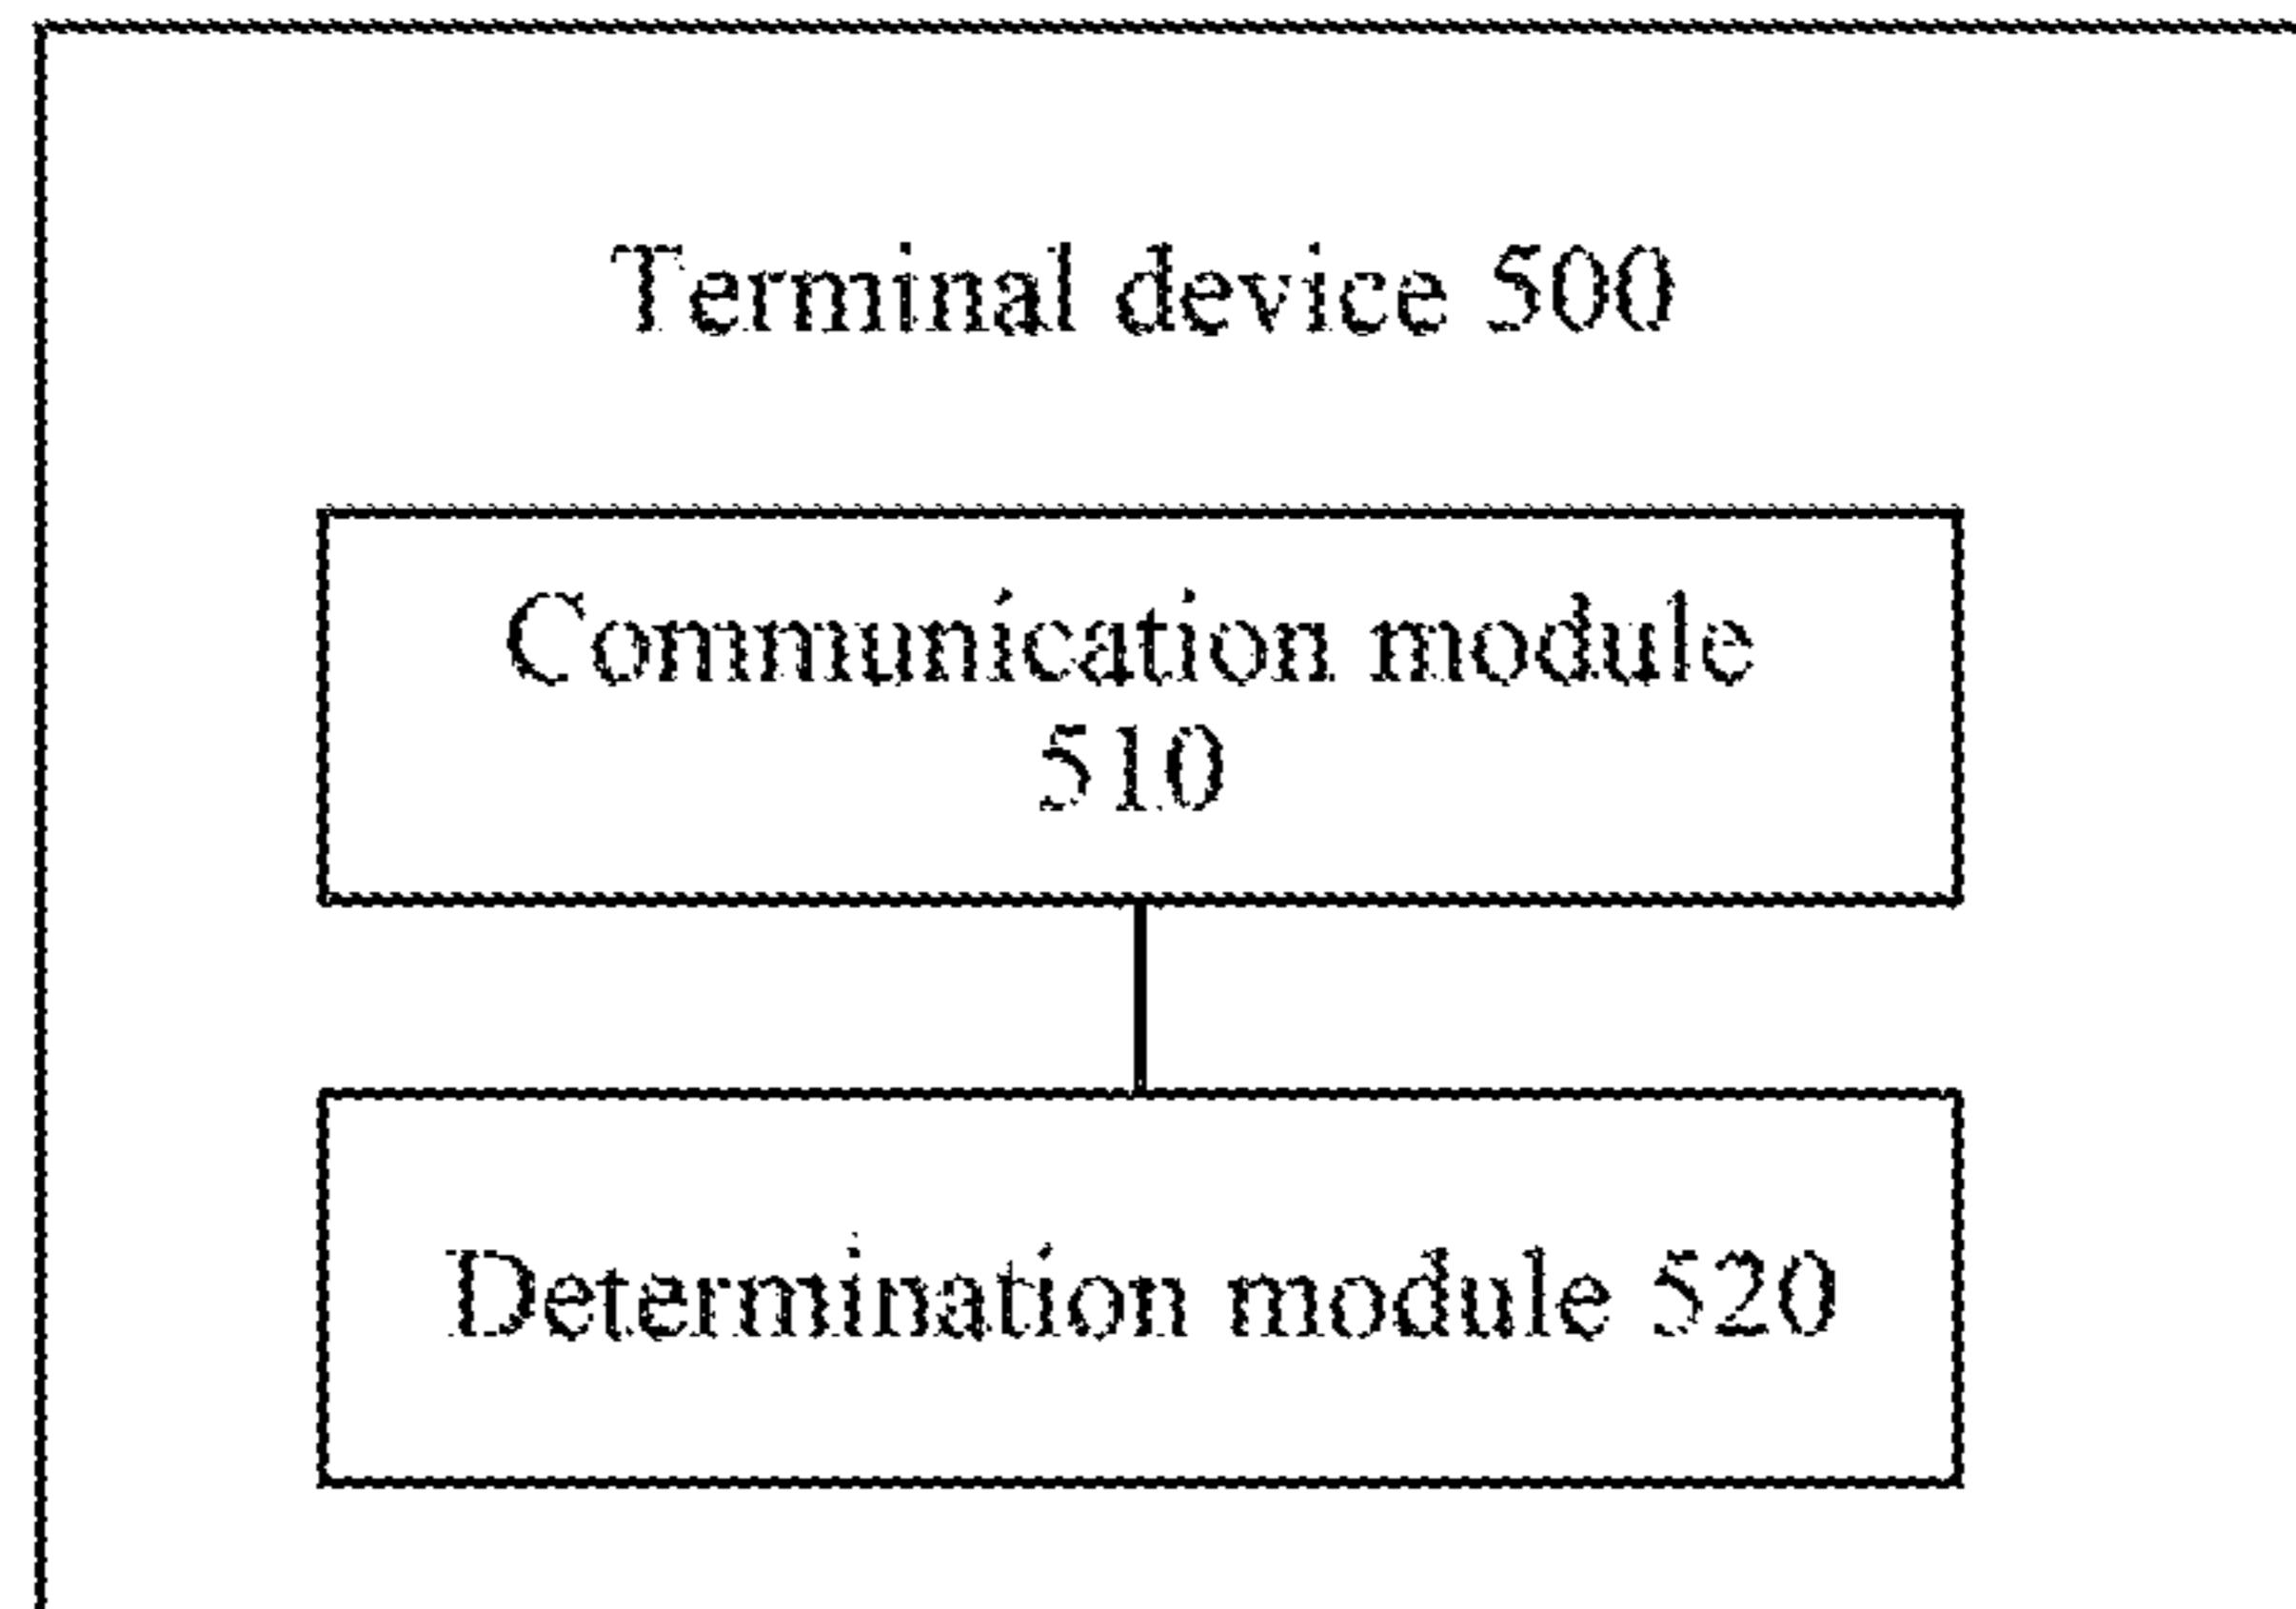 Terminal device 500
Communication module
510
Determination module 520